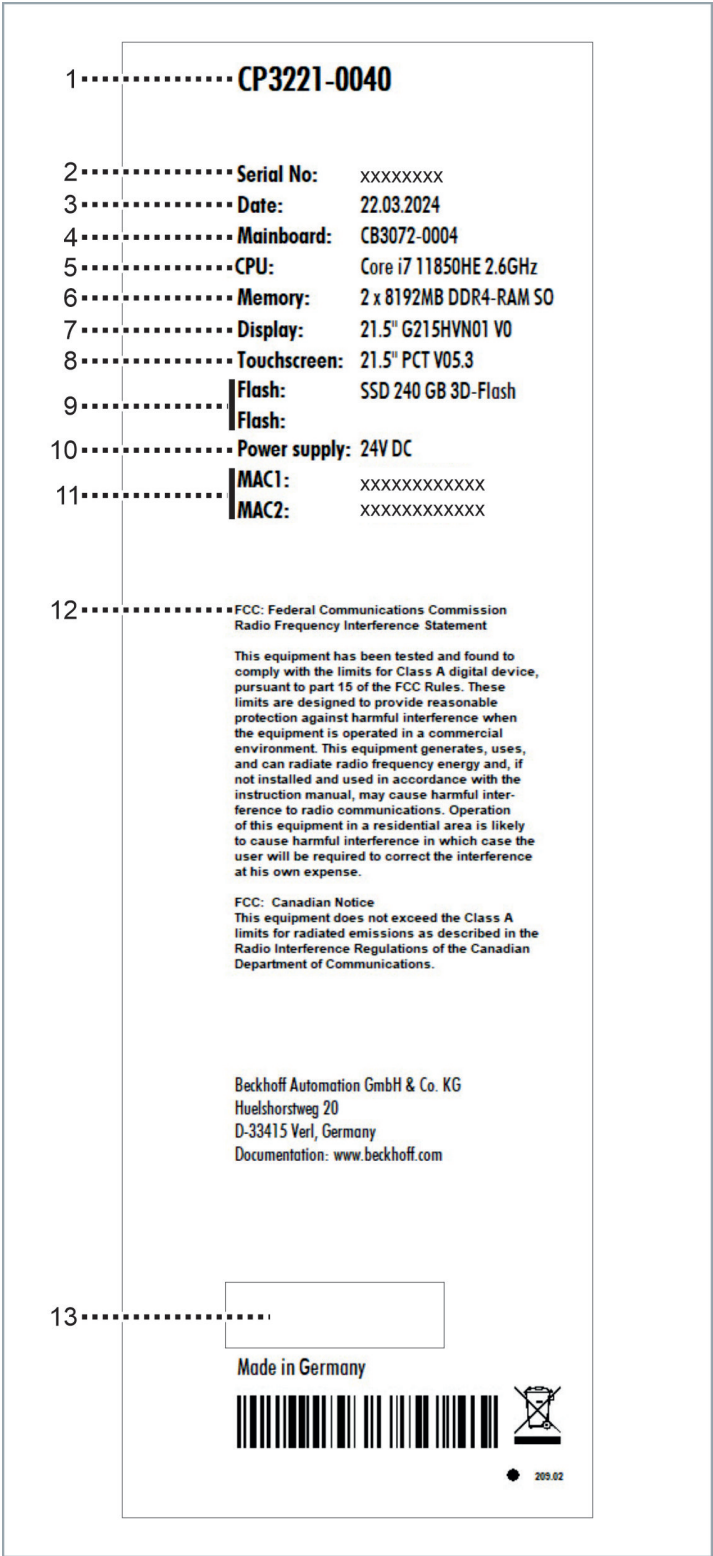 1 CP3221-0040
2 Serial No: xxxxxxxx
3 Date: 22.03.2024
4 Mainboard: CB3072-0004
5 CPU: Core i7 11850HE 2.6GHz
6 Memory: 2 x 8192MB DDR4-RAM SO
7 Display: 21.5" G215HVN01 V0
8 Touchscreen: 21.5" PCT V05.3
9 Flash: SSD 240 GB 3D-Flash
Flash:
10 Power supply: 24V DC
11 MAC1: xxxxxxxxxxxx
MAC2: xxxxxxxxxxxx
12 FCC: Federal Communications Commission
Radio Frequency Interference Statement
This equipment has been tested and found to
comply with the limits for Class A digital device,
pursuant to part 15 of the FCC Rules. These
limits are designed to provide reasonable
protection against harmful interference when
the equipment is operated in a commercial
environment. This equipment generates, uses,
and can radiate radio frequency energy and, if
not installed and used in accordance with the
instruction manual, may cause harmful inter-
ference to radio communications. Operation
of this equipment in a residential area is likely
to cause harmful interference in which case the
user will be required to correct the interference
at his own expense.
FCC: Canadian Notice
This equipment does not exceed the Class A
limits for radiated emissions as described in the
Radio Interference Regulations of the Canadian
Department of Communications.
Beckhoff Automation GmbH & Co. KG
Huelshorstweg 20
D-33415 Verl, Germany
Documentation: www.beckhoff.com
13
Made in Germany
209.02